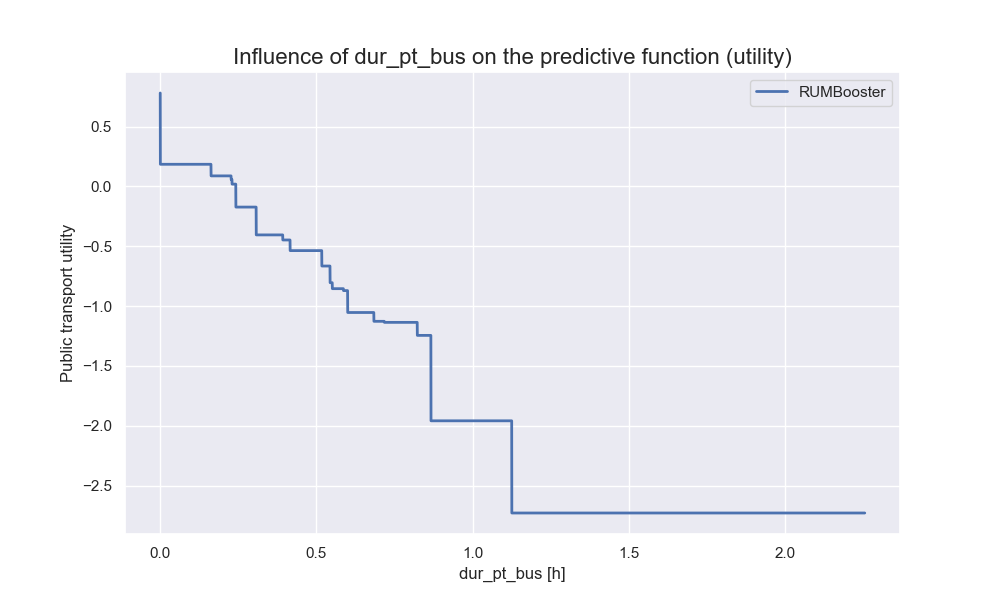 Influence of dur_pt_bus on the predictive function (utility)
RUMBooster
0.5
0.0
−0.5
−1.0
−1.5
−2.0
−2.5
Public transport utility
0.0 0.5 1.0 1.5 2.0
dur_pt_bus [h]